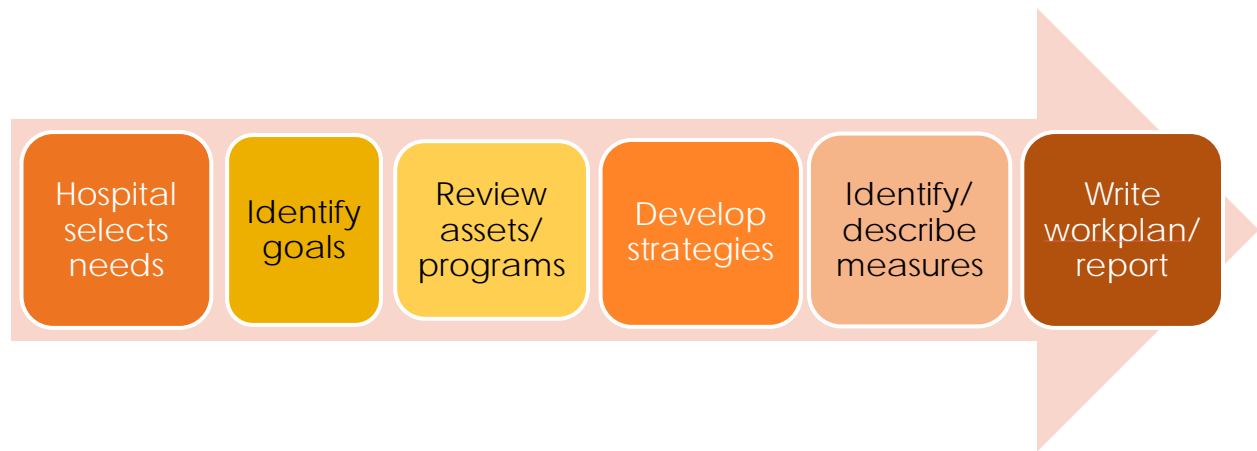 Hospital
selects
needs
Identify
goals
Review
assets/
programs
Develop
strategies
Identify/
describe
measures
Write
workplan/
report